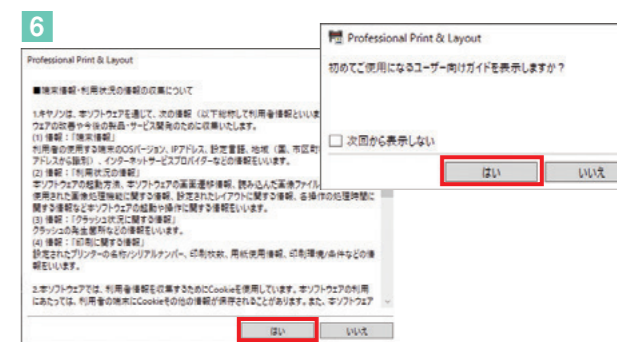 6
Professional Print & Layout
■端末情報・利用状況の情報の収集について
1.キヤノンは、本ソフトウエアを通じて、次の情報(以下総称して利用者情報といいま
ウエアの改善や今後の製品・サービス開発のために収集いたします。
(1) 情報:「端末情報」
利用者の使用する端末のOSバージョン、IPアドレス、設定言語、地域(国、市区町
アドレスから識別)、インターネットサービスプロバイダーなどの情報をいいます。
(2) 情報:「利用状況の情報」
本ソフトウエアの起動方法、本ソフトウエアの画面遷移情報、読み込んだ画像ファイル
使用された画像処理機能に関する情報、設定されたレイアウトに関する情報、各操作の処理時間に
関する情報など本ソフトウエアの起動や操作に関する情報をいいます。
(3) 情報:「クラッシュ状況に関する情報」
クラッシュの発生箇所などの情報をいいます。
(4) 情報:「印刷に関する情報」
設定されたプリンターの名称/シリアルナンバー、印刷枚数、用紙使用情報、印刷環境/条件などの情
報をいいます。
2.本ソフトウエアでは、利用者情報を収集するためにCookieを使用しています。本ソフトウエアの利用
にあたっては、利用者の端末にCookieその他の情報が保存されることがあります。また、本ソフトウエア
はい
いいえ
Professional Print & Layout
初めてご使用になるユーザー向けガイドを表示しますか?
次回から表示しない
はい
いいえ